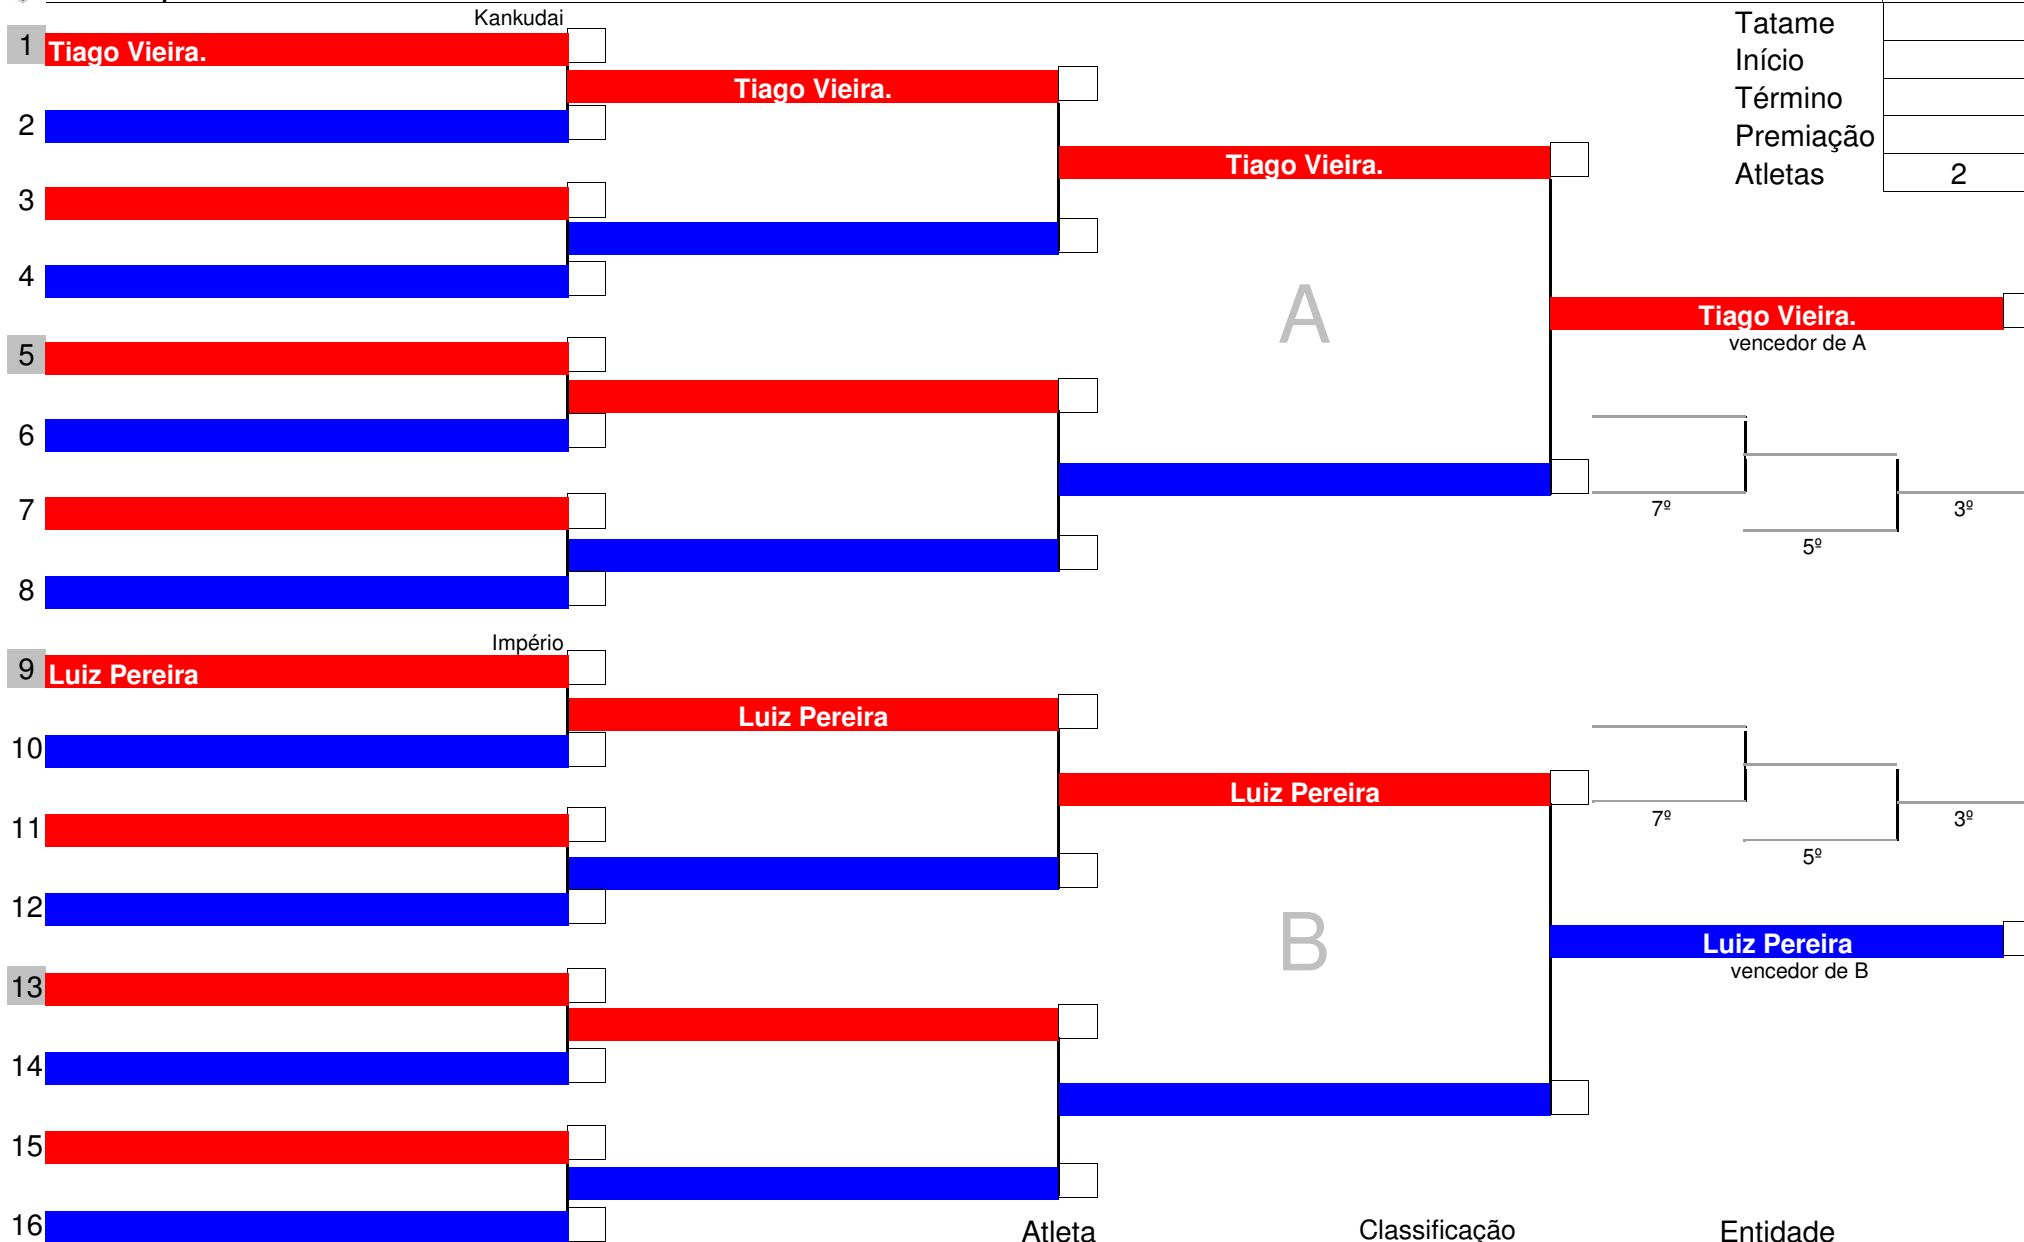 Kankudai
Tatame
1 Tiago Vieira.
Início
Tiago Vieira.
Término
2
Premiação
Tiago Vieira.
Atletas 2
3
4
A
Tiago Vieira.
vencedor de A
5
6
7
7º 3º
5º
8
Império
9 Luiz Pereira
Luiz Pereira
10
Luiz Pereira
11
7º 3º
5º
12
B
Luiz Pereira
vencedor de B
13
14
15
16
Atleta Classificação Entidade